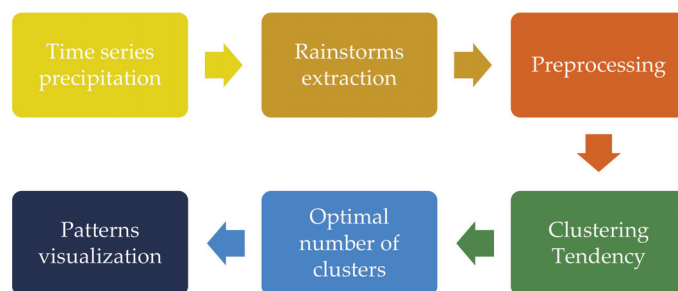 Time series
precipitation
Rainstorms
extraction
Preprocessing
Clustering
Tendency
Optimal
number of
clusters
Patterns
visualization